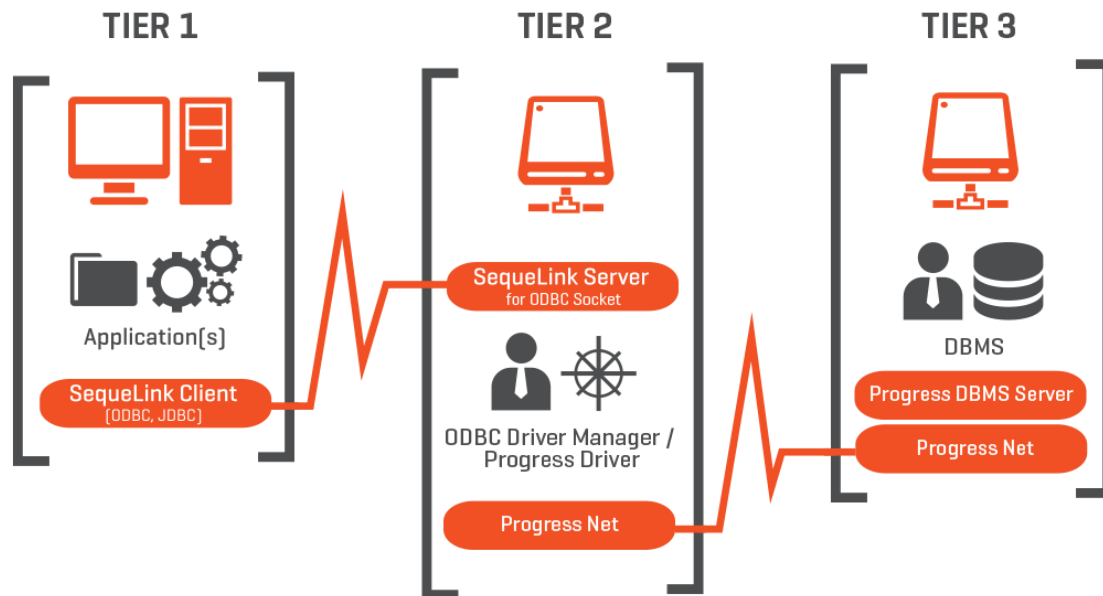 TIER 1
Application(s)
SequeLink Client
(ODBC, JDBC)
TIER 2
SequeLink Server
for ODBC Socket
ODBC Driver Manager /
Progress Driver
Progress Net
TIER 3
DBMS
Progress DBMS Server
Progress Net